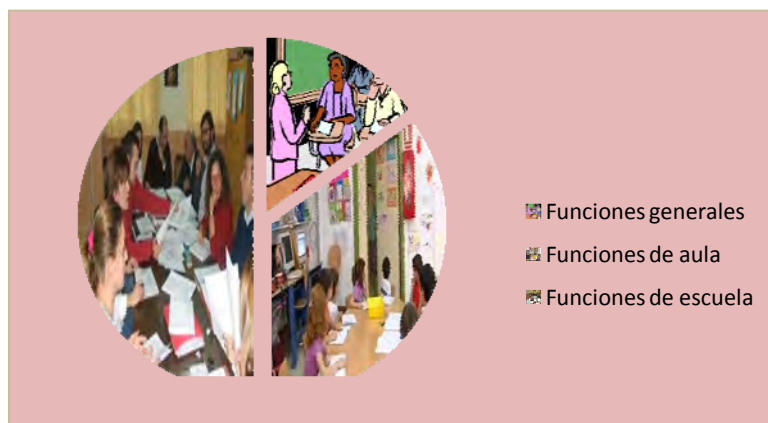 Funciones generales
Funciones de aula
Funciones de escuela